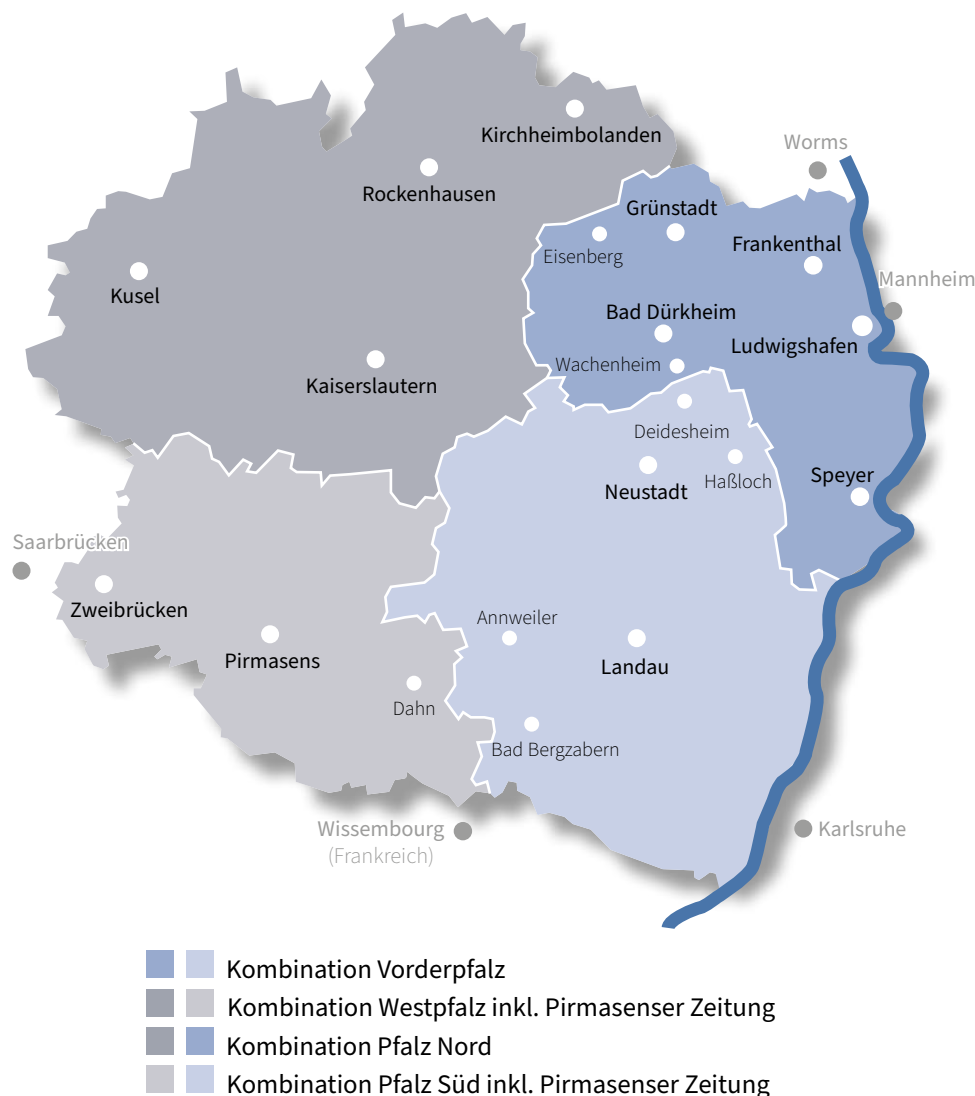 Kirchheimbolanden
Worms
Rockenhausen
Grünstadt
Frankenthal
Eisenberg
Mannheim
Kusel
Bad Dürkheim
Ludwigshafen
Wachenheim
Kaiserslautern
Deidesheim
Haßloch
Neustadt
Speyer
Saarbrücken
Zweibrücken
Annweiler
Pirmasens
Landau
Dahn
Bad Bergzabern
Wissembourg
(Frankreich)
Karlsruhe
Kombination Vorderpfalz
Kombination Westpfalz inkl. Pirmasenser Zeitung
Kombination Pfalz Nord
Kombination Pfalz Süd inkl. Pirmasenser Zeitung